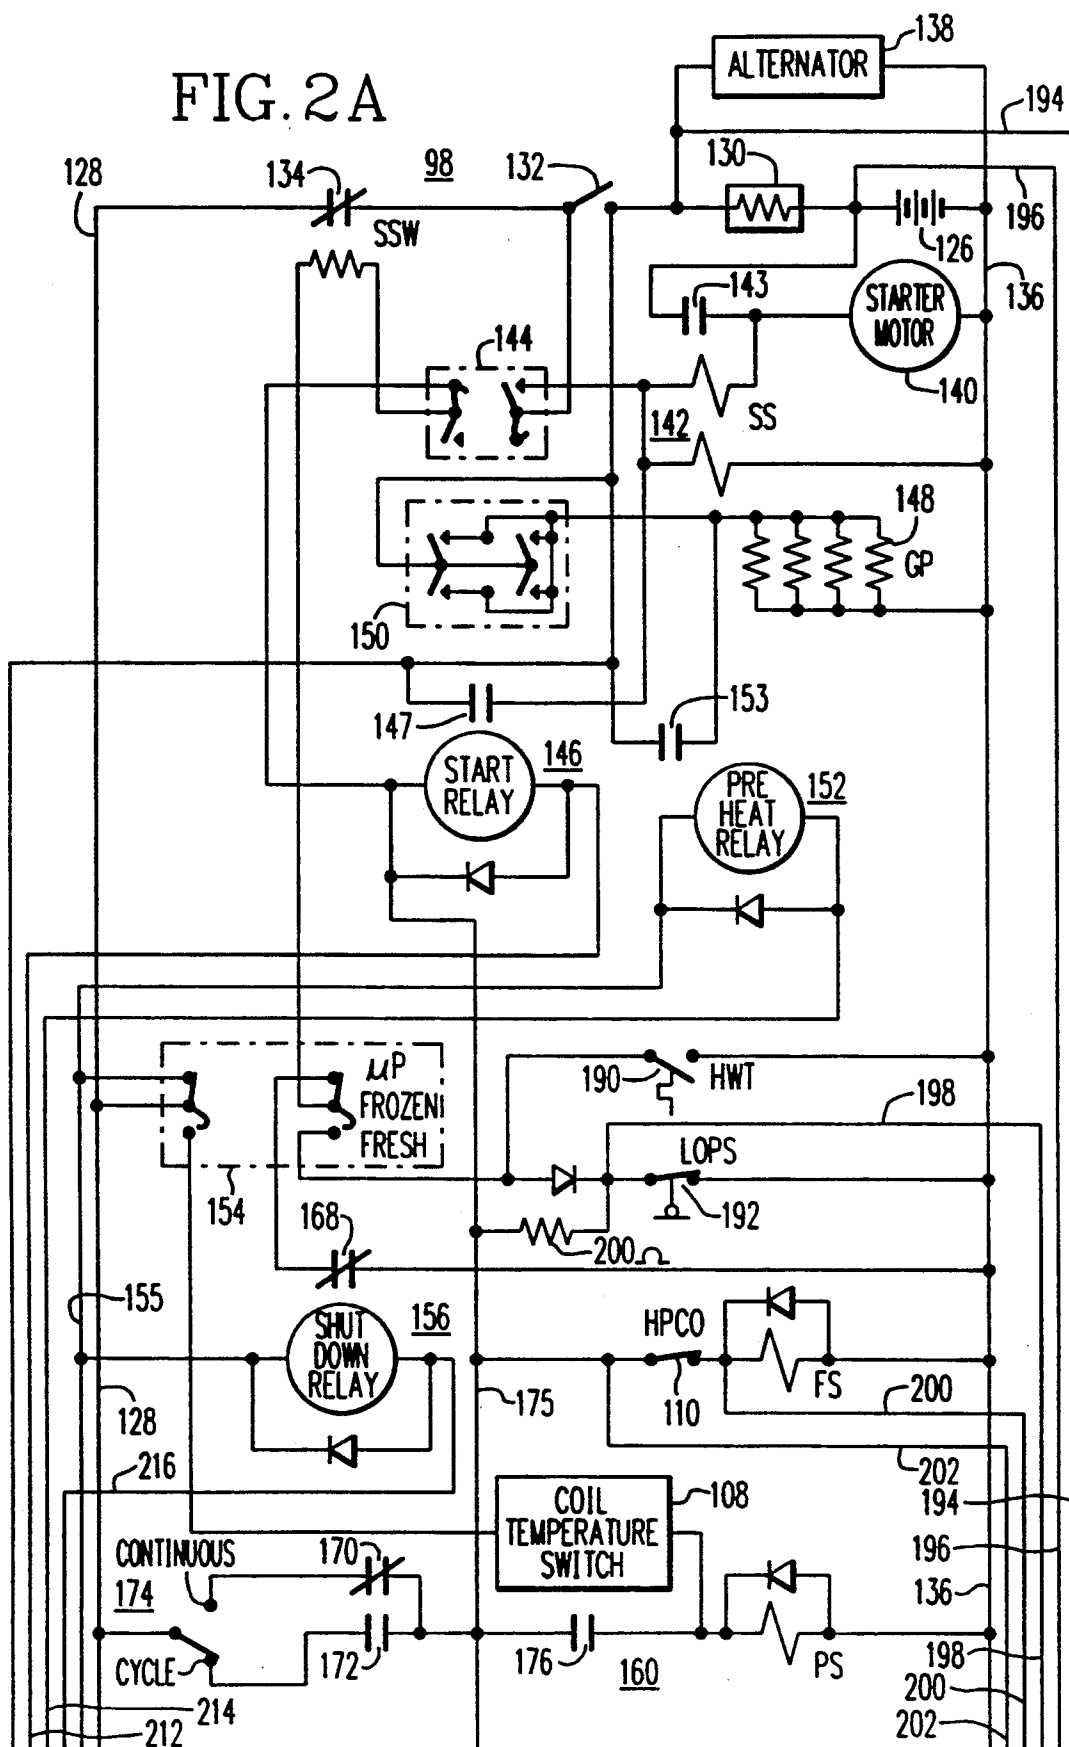 138
ALTERNATOR
FIG. 2A
194
128
134
98
132
130
196
126
SSW
143
136
STARTER
MOTOR
140
144
SS
142
148
GP
150
153
147
146
START
RELAY
PRE
HEAT
RELAY
152
µP
FROZEN
FRESH
190
HWT
198
LOPS
192
154
168
200Ω
155
SHUT
DOWN
RELAY
156
HPCO
FS
110
200
128
175
216
202
194
COIL
TEMPERATURE
SWITCH
108
CONTINUOUS
170
174
196
136
CYCLE
172
176
160
PS
198
200
202
214
212